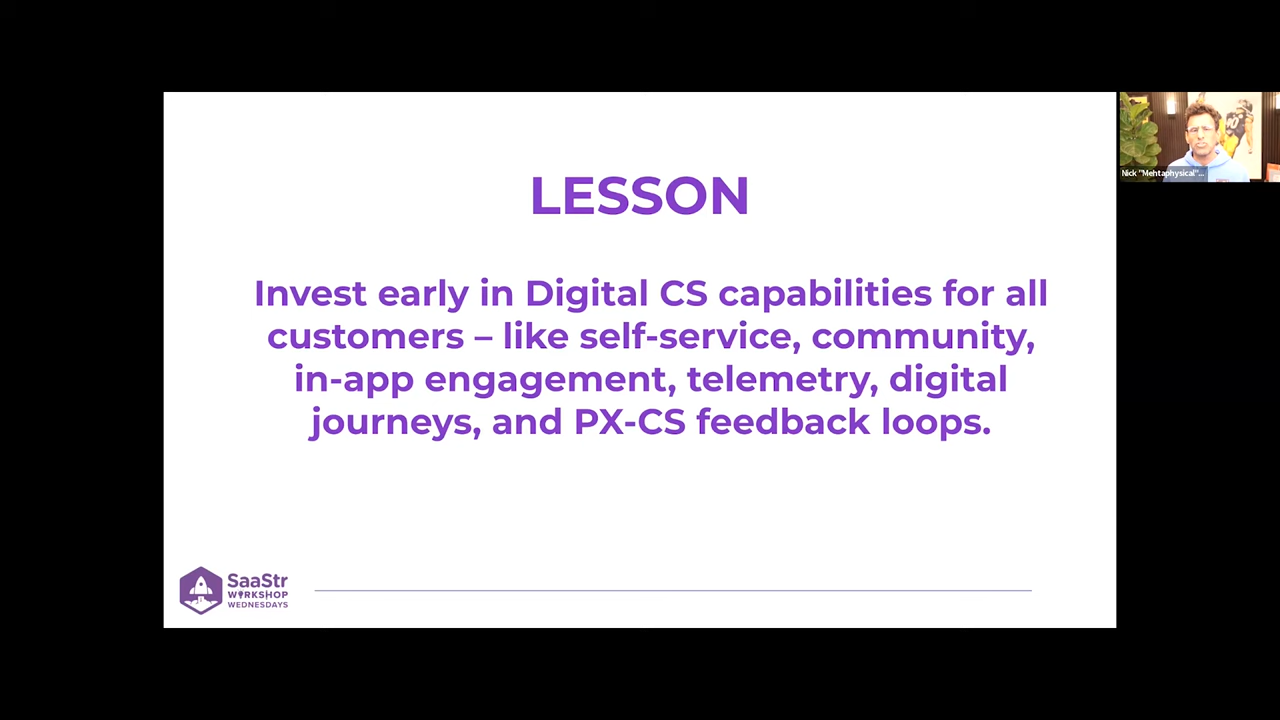 LESSON
Invest early in Digital CS capabilities for all
customers – like self-service, community,
in-app engagement, telemetry, digital
journeys, and PX-CS feedback loops.
SaaStr
WORKSHOP
WEDNESDAYS
Nick "Mehtaphysical"...